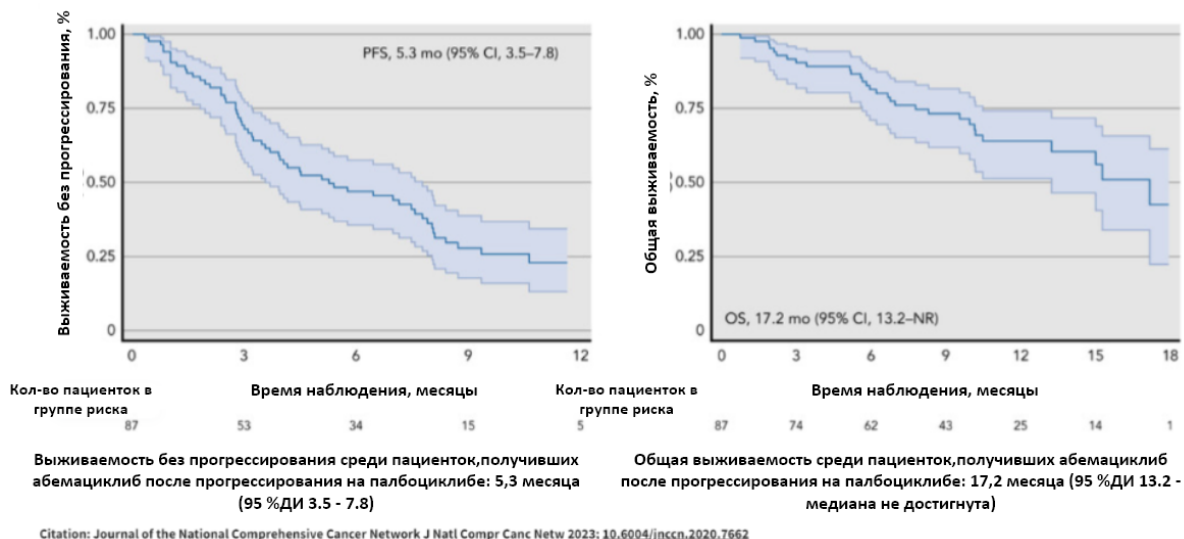 Выживаемость без прогрессирования, %
1.00
0.75
0.50
0.25
0
PFS, 5.3 mo (95% CI, 3.5–7.8)
0 3 6 9 12
Кол-во пациенток в
группе риска
Время наблюдения, месяцы
87 53 34 15 5
Выживаемость без прогрессирования среди пациенток,получивших
абемациклиб после прогрессирования на палбоциклибе: 5,3 месяца
(95 %ДИ 3.5 - 7.8)
Общая выживаемость, %
1.00
0.75
0.50
0.25
0
OS, 17.2 mo (95% CI, 13.2–NR)
0 3 6 9 12 15 18
Кол-во пациенток в
группе риска
Время наблюдения, месяцы
87 74 62 43 25 14 1
Общая выживаемость среди пациенток,получивших абемациклиб
после прогрессирования на палбоциклибе: 17,2 месяца (95 %ДИ 13.2 -
медиана не достигнута)
Citation: Journal of the National Comprehensive Cancer Network J Natl Compr Canc Netw 2023; 10.6004/jnccn.2020.7662